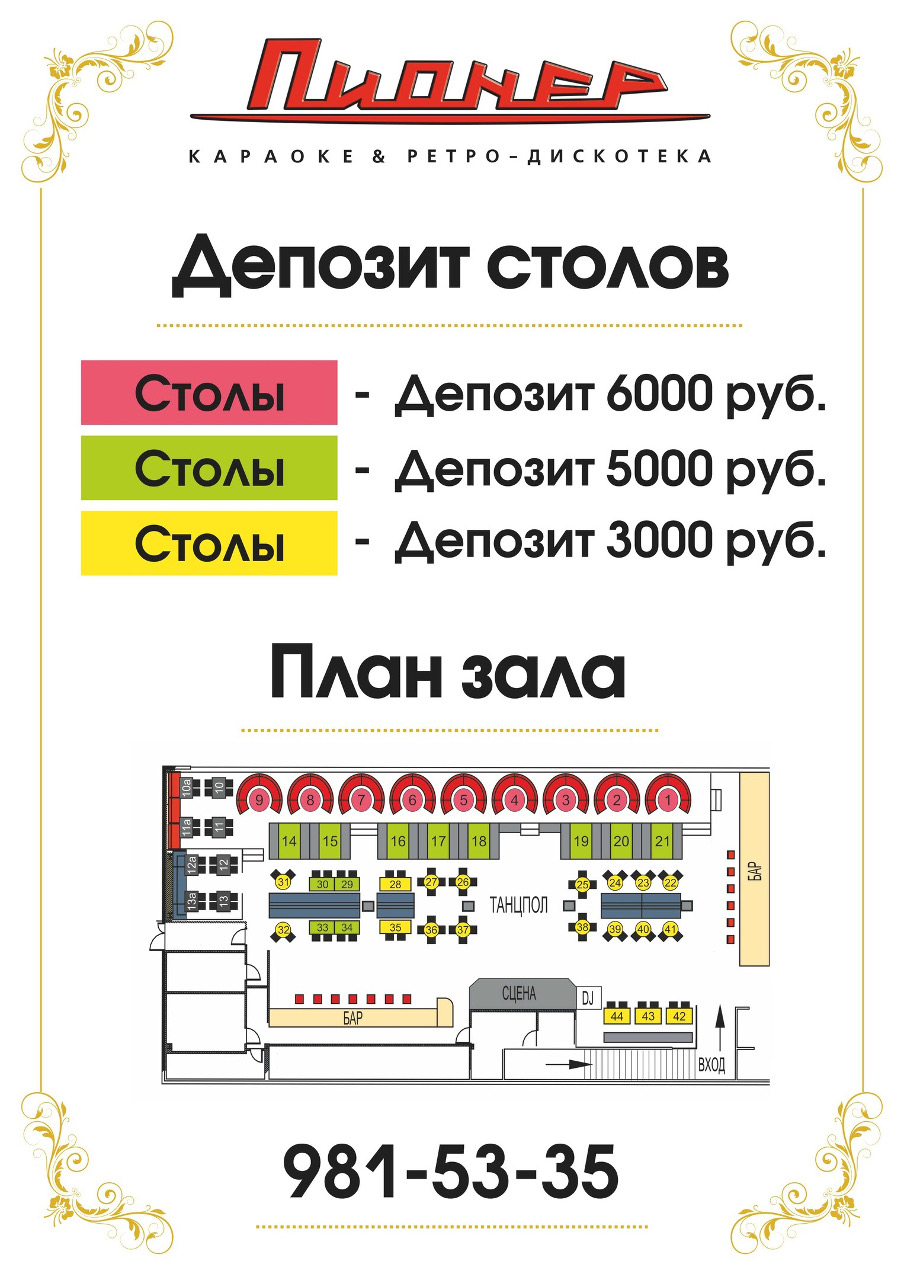 Пионер
КАРАОКЕ & РЕТРО-ДИСКОТЕКА
Депозит столов
Столы - Депозит 6000 руб.
Столы - Депозит 5000 руб.
Столы - Депозит 3000 руб.
План зала
10а 10 9 8 7 6 5 4 3 2 1
11а 11
14 15 16 17 18 19 20 21
12а 12
БАР
31 30 29 28 27 26 25 24 23 22
13а 13
ТАНЦПОЛ
32 33 34 35 36 37 38 39 40 41
СЦЕНА
DJ
БАР
44 43 42
ВХОД
981-53-35